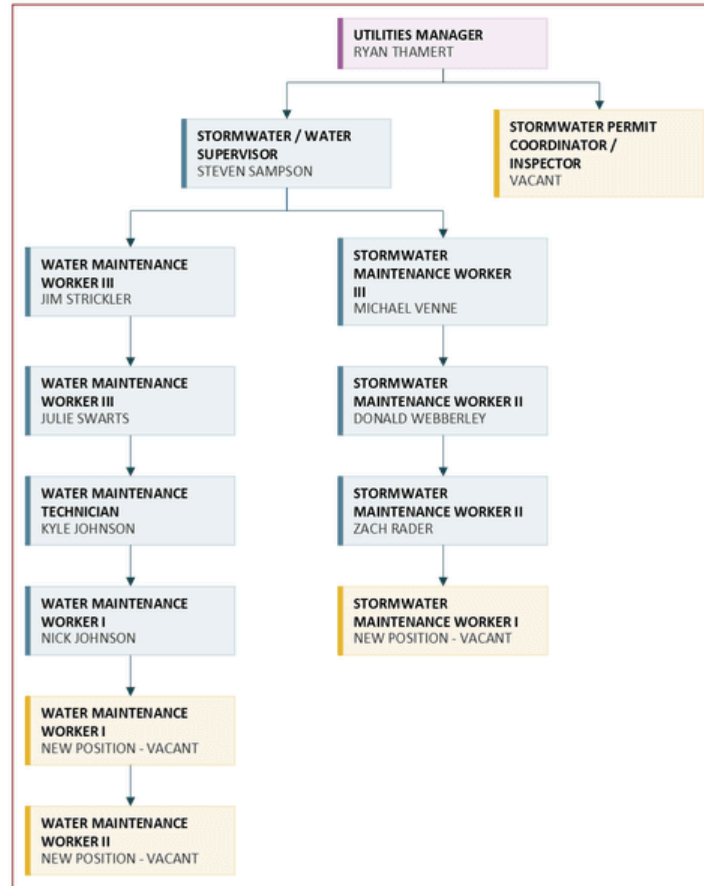 UTILITIES MANAGER
RYAN THAMERT
STORMWATER / WATER
SUPERVISOR
STEVEN SAMPSON
STORMWATER PERMIT
COORDINATOR /
INSPECTOR
VACANT
WATER MAINTENANCE
WORKER III
JIM STRICKLER
STORMWATER
MAINTENANCE WORKER
III
MICHAEL VENNE
WATER MAINTENANCE
WORKER III
JULIE SWARTS
STORMWATER
MAINTENANCE WORKER II
DONALD WEBBERLEY
WATER MAINTENANCE
TECHNICIAN
KYLE JOHNSON
STORMWATER
MAINTENANCE WORKER II
ZACH RADER
WATER MAINTENANCE
WORKER I
NICK JOHNSON
STORMWATER
MAINTENANCE WORKER I
NEW POSITION - VACANT
WATER MAINTENANCE
WORKER I
NEW POSITION - VACANT
WATER MAINTENANCE
WORKER II
NEW POSITION - VACANT